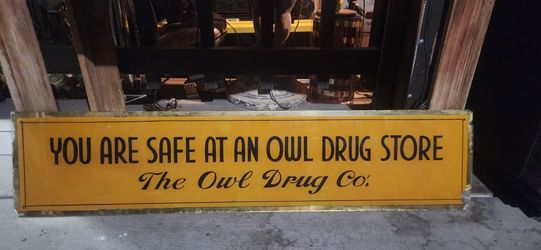 YOU ARE SAFE AT AN OWL DRUG STORE
The Owl Drug Co.